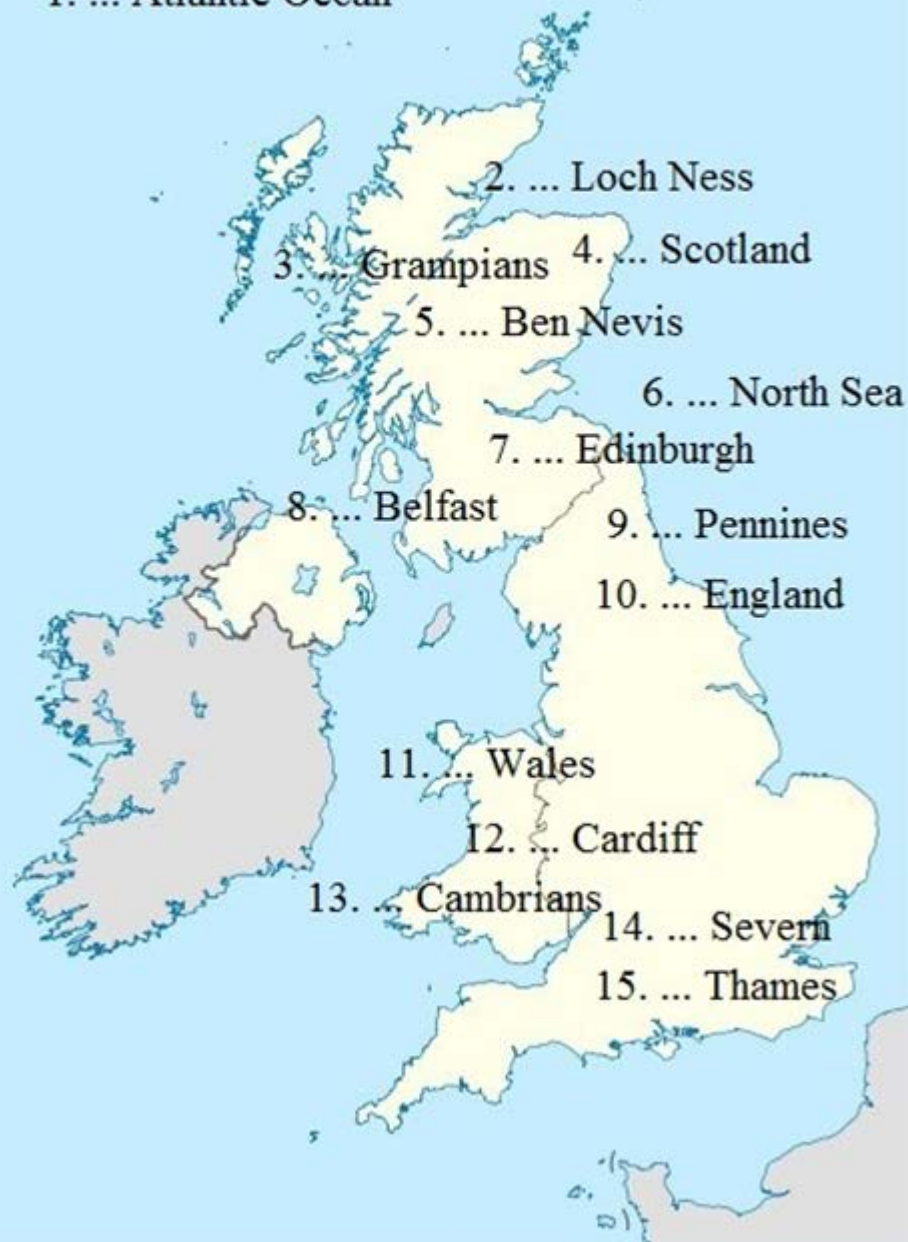 1. ... Atlantic Ocean
2. ... Loch Ness
3. ... Grampians
4. ... Scotland
5. ... Ben Nevis
6. ... North Sea
7. ... Edinburgh
8. ... Belfast
9. ... Pennines
10. ... England
11. ... Wales
I2. ... Cardiff
13. ... Cambrians
14. ... Severn
15. ... Thames